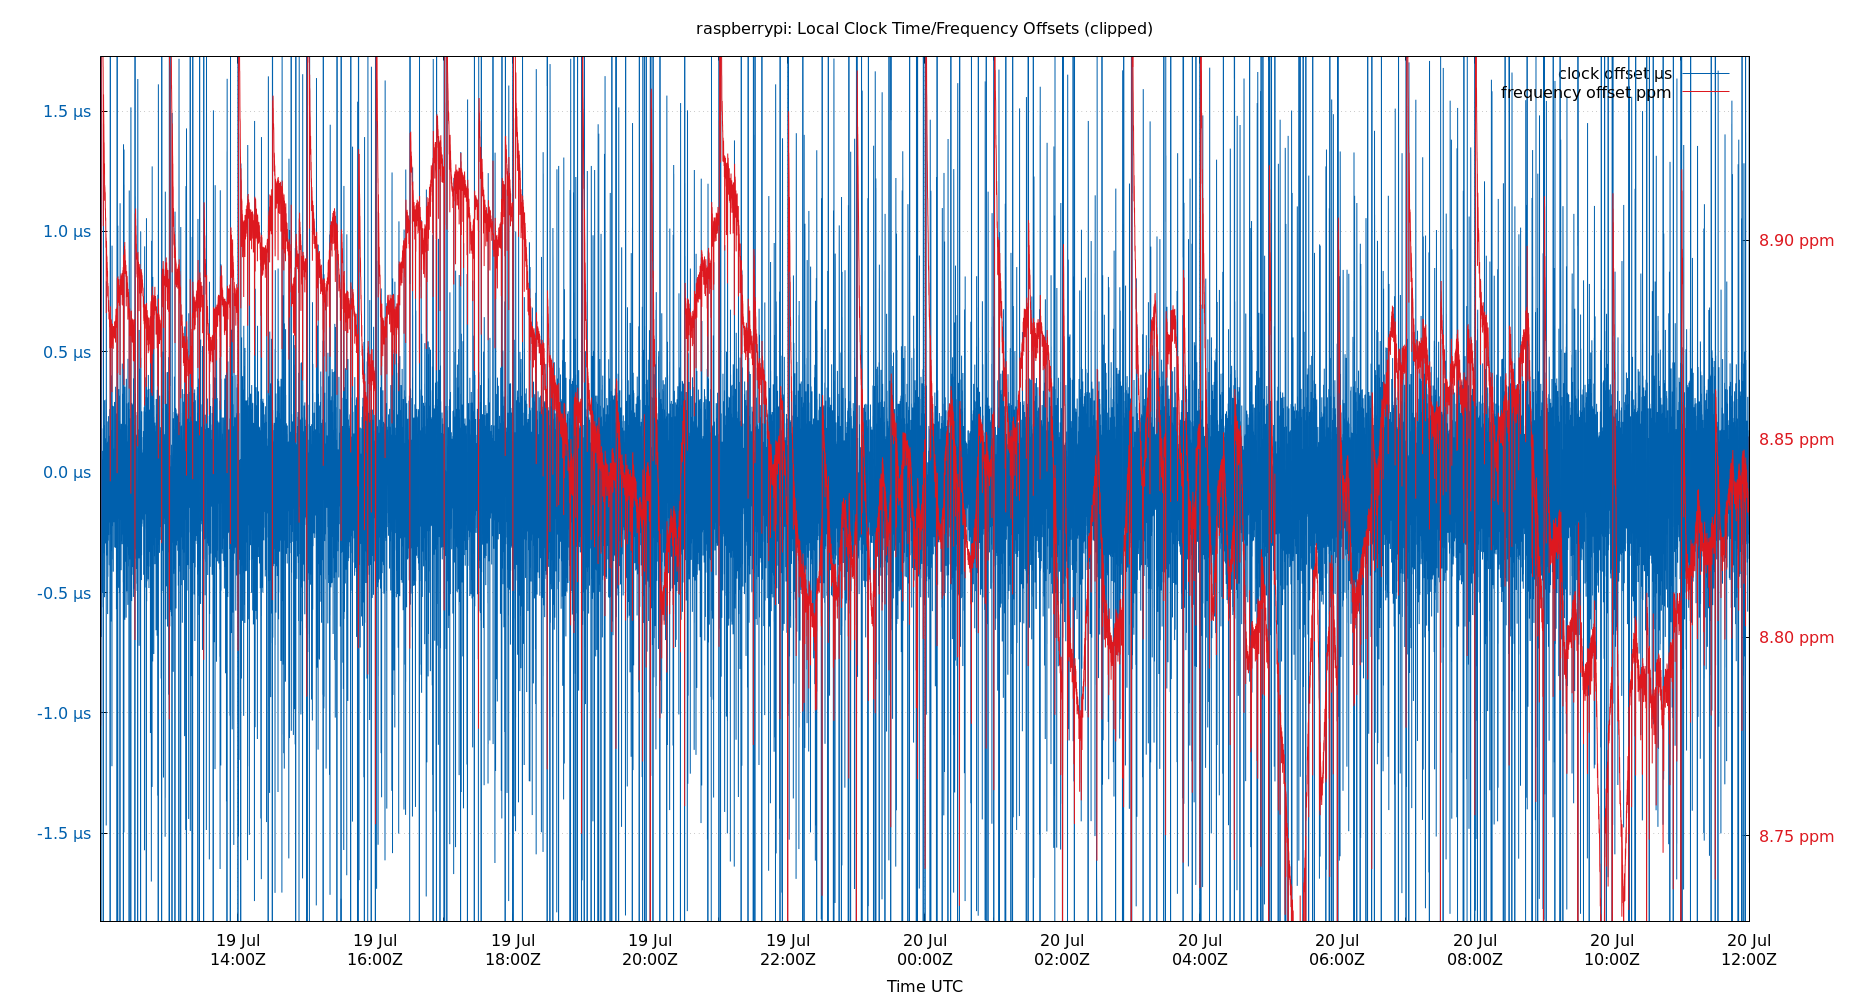 raspberrypi: Local Clock Time/Frequency Offsets (clipped)
clock offset µs
frequency offset ppm
1.5 µs
1.0 µs
0.5 µs
0.0 µs
-0.5 µs
-1.0 µs
-1.5 µs
8.90 ppm
8.85 ppm
8.80 ppm
8.75 ppm
19 Jul 19 Jul 19 Jul 19 Jul 19 Jul 20 Jul 20 Jul 20 Jul 20 Jul 20 Jul 20 Jul 20 Jul
14:00Z 16:00Z 18:00Z 20:00Z 22:00Z 00:00Z 02:00Z 04:00Z 06:00Z 08:00Z 10:00Z 12:00Z
Time UTC